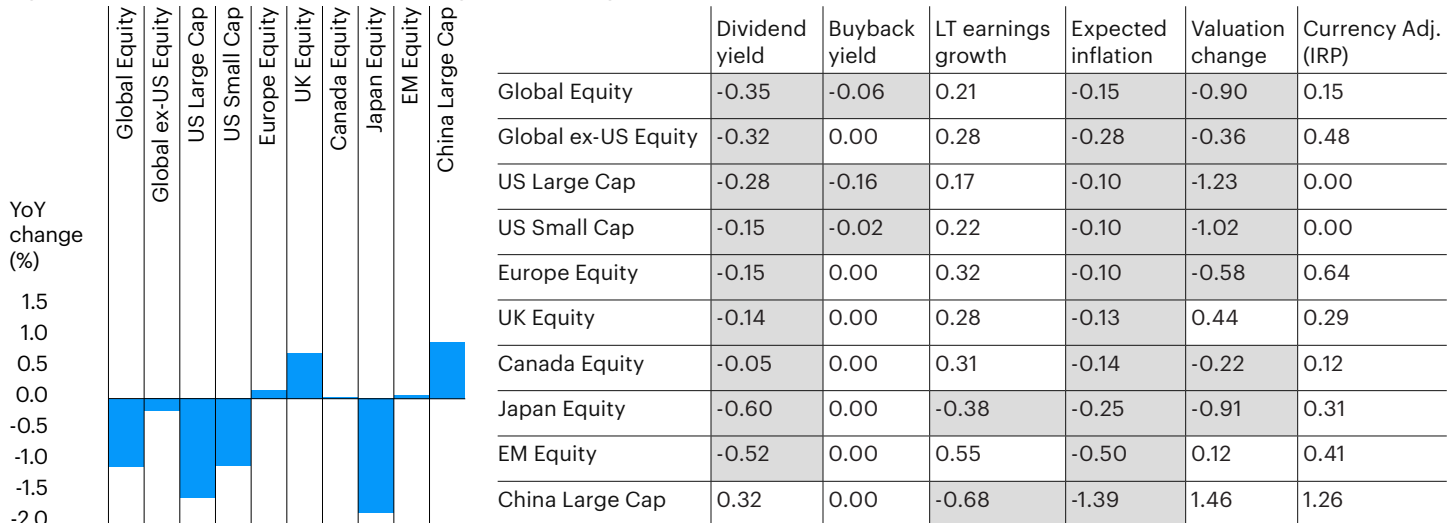 Global Equity
Global ex-US Equity
US Large Cap
US Small Cap
Europe Equity
UK Equity
Canada Equity
Japan Equity
EM Equity
China Large Cap
YoY
change
(%)
1.5
1.0
0.5
0.0
-0.5
-1.0
-1.5
-2.0
Dividend yield Buyback yield LT earnings growth Expected inflation Valuation change Currency Adj. (IRP)
Global Equity -0.35 -0.06 0.21 -0.15 -0.90 0.15
Global ex-US Equity -0.32 0.00 0.28 -0.28 -0.36 0.48
US Large Cap -0.28 -0.16 0.17 -0.10 -1.23 0.00
US Small Cap -0.15 -0.02 0.22 -0.10 -1.02 0.00
Europe Equity -0.15 0.00 0.32 -0.10 -0.58 0.64
UK Equity -0.14 0.00 0.28 -0.13 0.44 0.29
Canada Equity -0.05 0.00 0.31 -0.14 -0.22 0.12
Japan Equity -0.60 0.00 -0.38 -0.25 -0.91 0.31
EM Equity -0.52 0.00 0.55 -0.50 0.12 0.41
China Large Cap 0.32 0.00 -0.68 -1.39 1.46 1.26